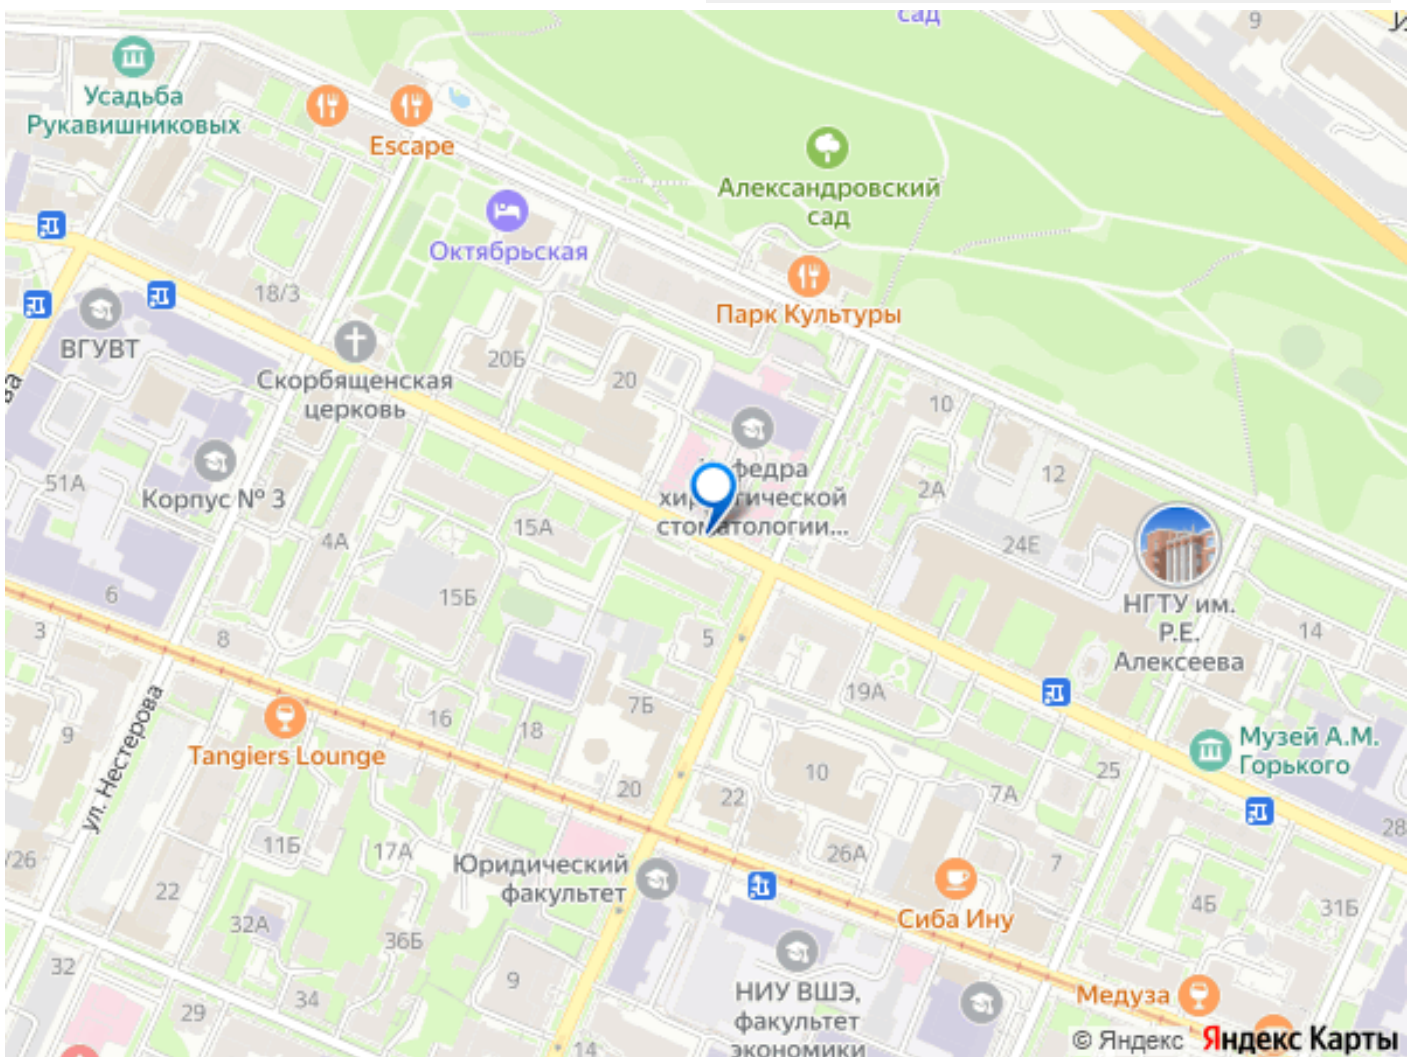 сад
9
Усадьба
Рукавишниковых
Escape
Александровский
сад
Октябрьская
18/3
Парк Культуры
ВГУВТ
20Б
20
Скорбященская
церковь
10
51А
Корпус № 3
15А
4А
2А
12
24Е
стоматологии...
НГТУ им.
Р.Е.
Алексеева
14
6
15Б
3
8
5
19А
7Б
16
18
9
Tangiers Lounge
ул. Нестерова
Музей А.М.
Горького
10
25
7А
20
22
28
11Б
17А
26А
7
/26
Юридический
факультет
22
Сиба Ину
4Б
31Б
32А
36Б
32
34
9
НИУ ВШЭ,
факультет
экономики
Медуза
29
14
© Яндекс Яндекс Карты